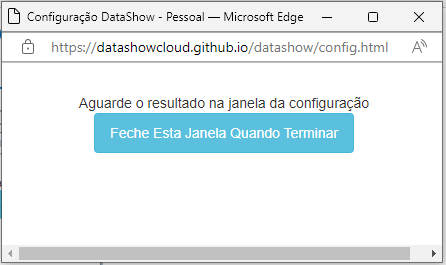 Configuração DataShow - Pessoal — Microsoft Edge
https://datashowcloud.github.io/datashow/config.html
Aguarde o resultado na janela da configuração
Feche Esta Janela Quando Terminar